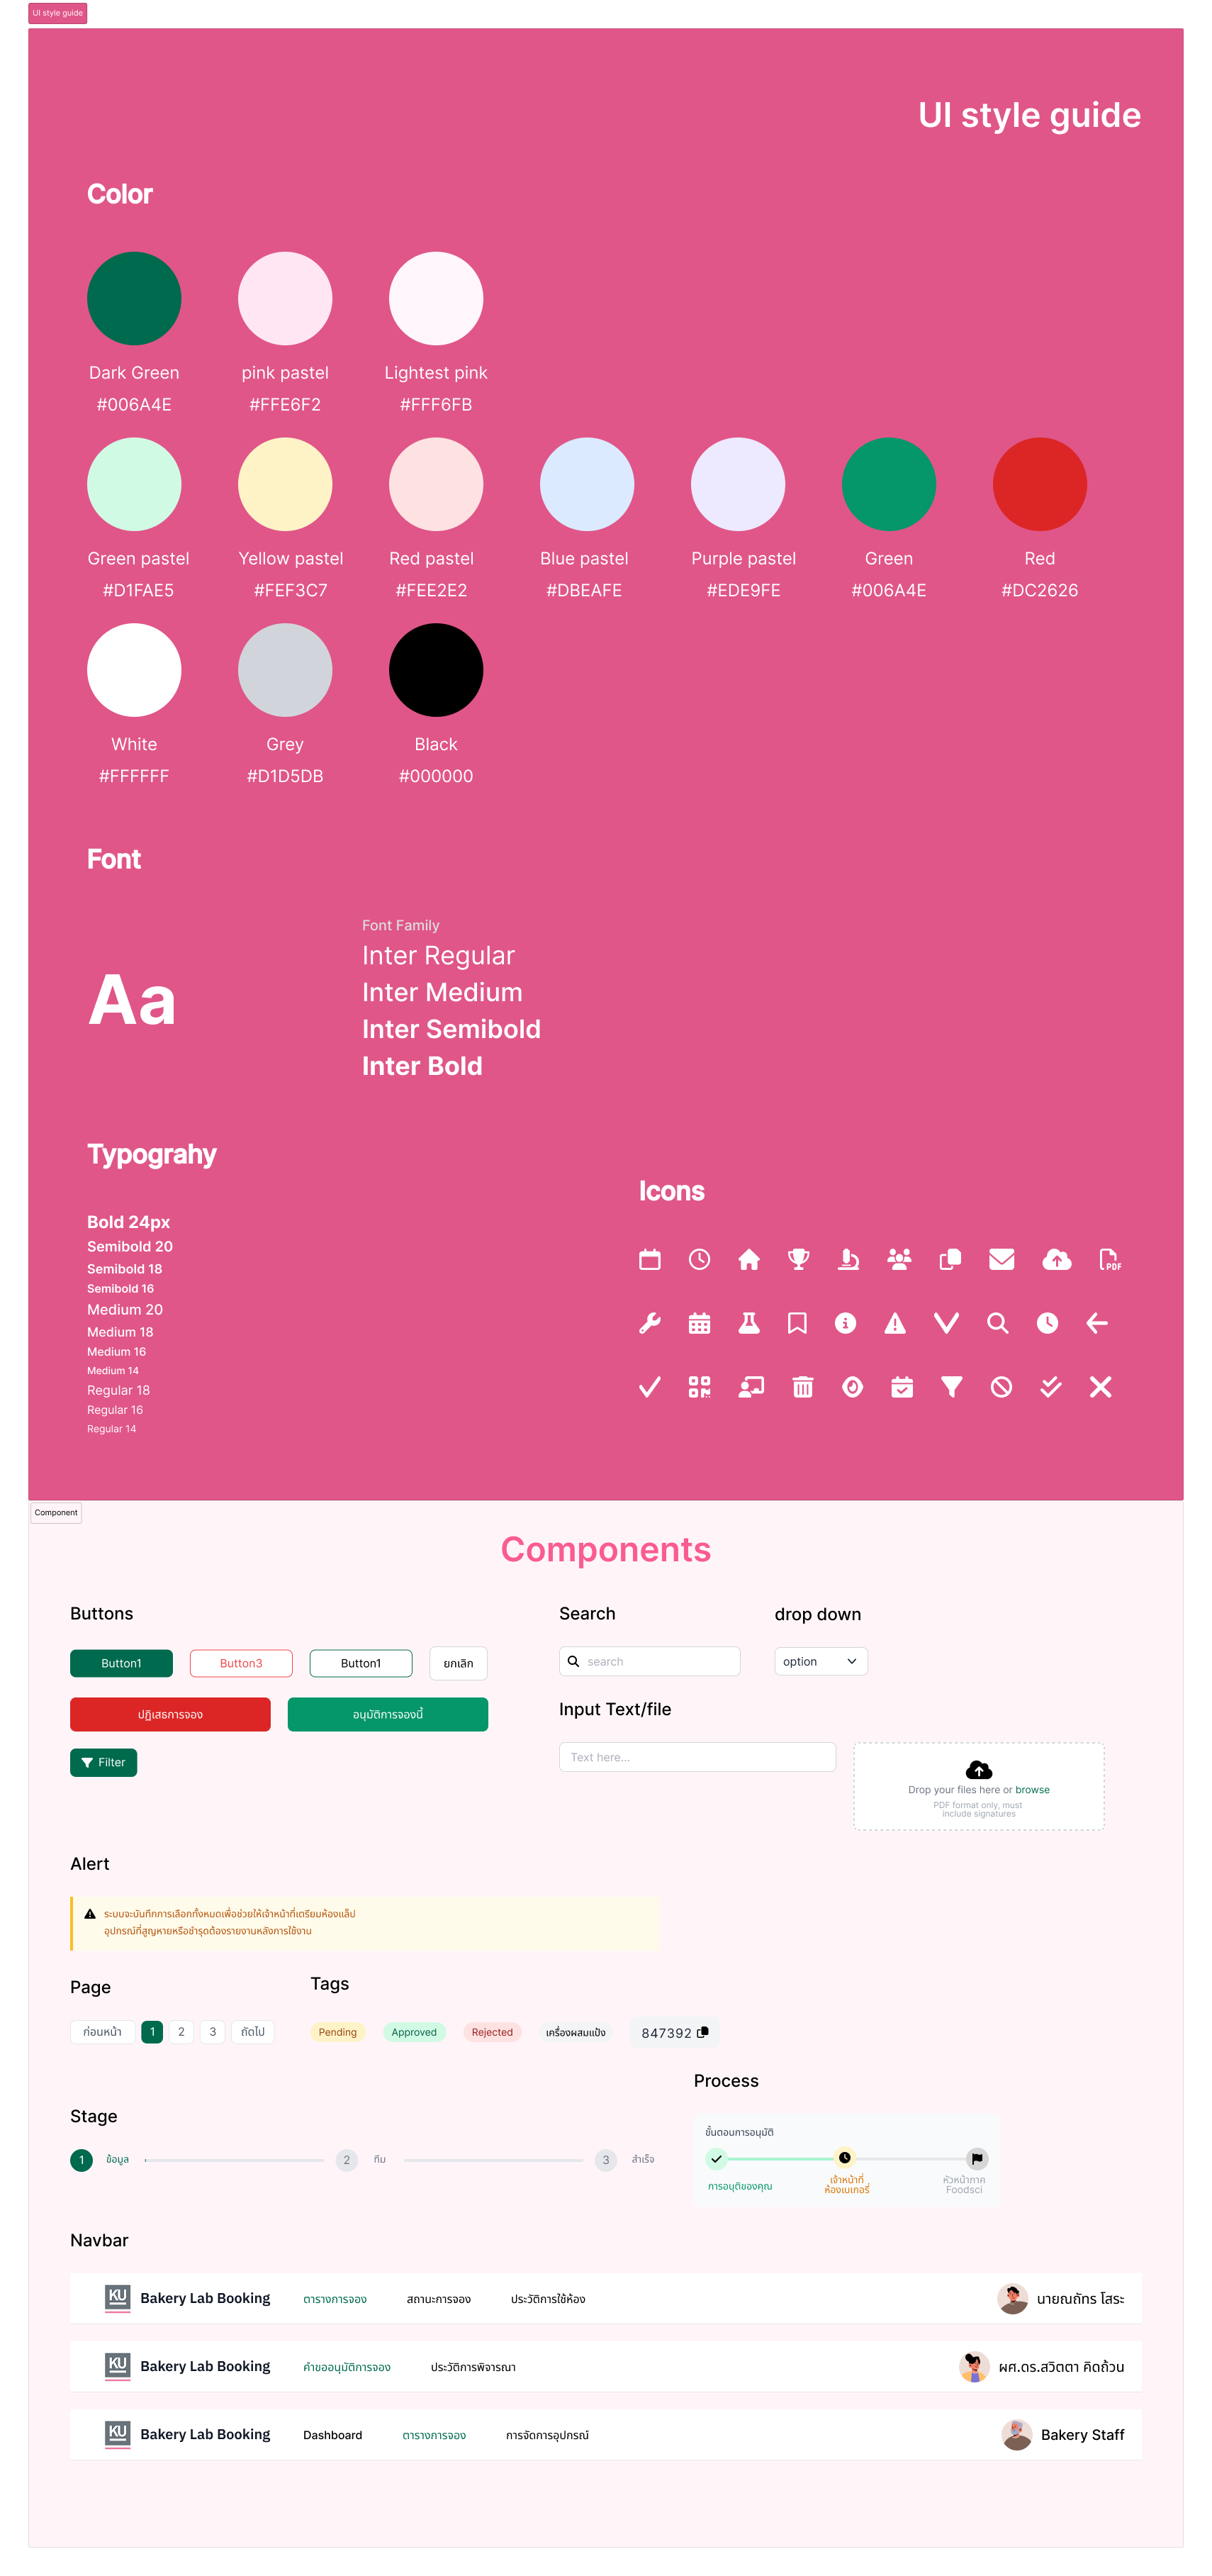 UI style guide
UI style guide
Color
Dark Green
#006A4E
pink pastel
#FFE6F2
Lightest pink
#FFF6FB
Green pastel
#D1FAE5
Yellow pastel
#FEF3C7
Red pastel
#FEE2E2
Blue pastel
#DBEAFE
Purple pastel
#EDE9FE
Green
#006A4E
Red
#DC2626
White
#FFFFFF
Grey
#D1D5DB
Black
#000000
Font
Aa
Font Family
Inter Regular
Inter Medium
Inter Semibold
Inter Bold
Typograhy
Bold 24px
Semibold 20
Semibold 18
Semibold 16
Medium 20
Medium 18
Medium 16
Medium 14
Regular 18
Regular 16
Regular 14
Icons
PDF
Component
Components
Buttons
Button1
Button3
Button1
ยกเลิก
ปฏิเสธการจอง
อนุมัติการจองนี้
Filter
Search
search
drop down
option
Input Text/file
Text here...
Drop your files here or browse
PDF format only, must
include signatures
Alert
ระบบจะบันทึกการเลือกทั้งหมดเพื่อช่วยให้เจ้าหน้าที่เตรียมห้องแล็ป
อุปกรณ์ที่สูญหายหรือชำรุดต้องรายงานหลังการใช้งาน
Page
ก่อนหน้า
1
2
3
ถัดไป
Tags
Pending
Approved
Rejected
เครื่องผสมแป้ง
847392
Stage
1
ข้อมูล
2
ทีม
3
สำเร็จ
Process
ขั้นตอนการอนุมัติ
การอนุติของคุณ
เจ้าหน้าที่
ห้องเบเกอรี่
หัวหน้าภาค
Foodsci
Navbar
KU
Bakery Lab Booking
ตารางการจอง
สถานะการจอง
ประวัติการใช้ห้อง
นายณถัทร โสระ
KU
Bakery Lab Booking
คำขออนุมัติการจอง
ประวัติการพิจารณา
ผศ.ดร.สวิตตา คิดถ้วน
KU
Bakery Lab Booking
Dashboard
ตารางการจอง
การจัดการอุปกรณ์
Bakery Staff